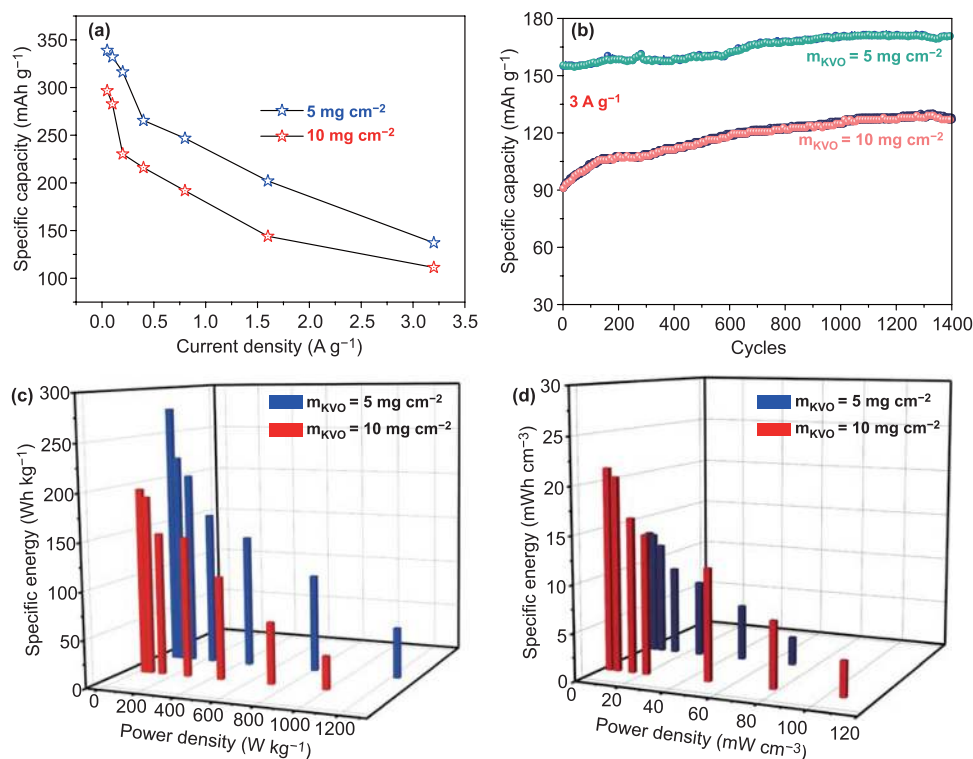 (a)
350
300
250
200
150
100
Specific capacity (mAh g⁻¹)
5 mg cm⁻²
10 mg cm⁻²
0.0 0.5 1.0 1.5 2.0 2.5 3.0 3.5
Current density (A g⁻¹)
(b)
180
150
120
90
60
30
Specific capacity (mAh g⁻¹)
m_KVO = 5 mg cm⁻²
3 A g⁻¹
m_KVO = 10 mg cm⁻²
0 200 400 600 800 1000 1200 1400
Cycles
(c)
300
250
200
150
100
50
0
Specific energy (Wh kg⁻¹)
m_KVO = 5 mg cm⁻²
m_KVO = 10 mg cm⁻²
0 200 400 600 800 1000 1200
Power density (W kg⁻¹)
(d)
30
25
20
15
10
5
0
Specific energy (mWh cm⁻³)
m_KVO = 5 mg cm⁻²
m_KVO = 10 mg cm⁻²
0 20 40 60 80 100 120
Power density (mW cm⁻³)